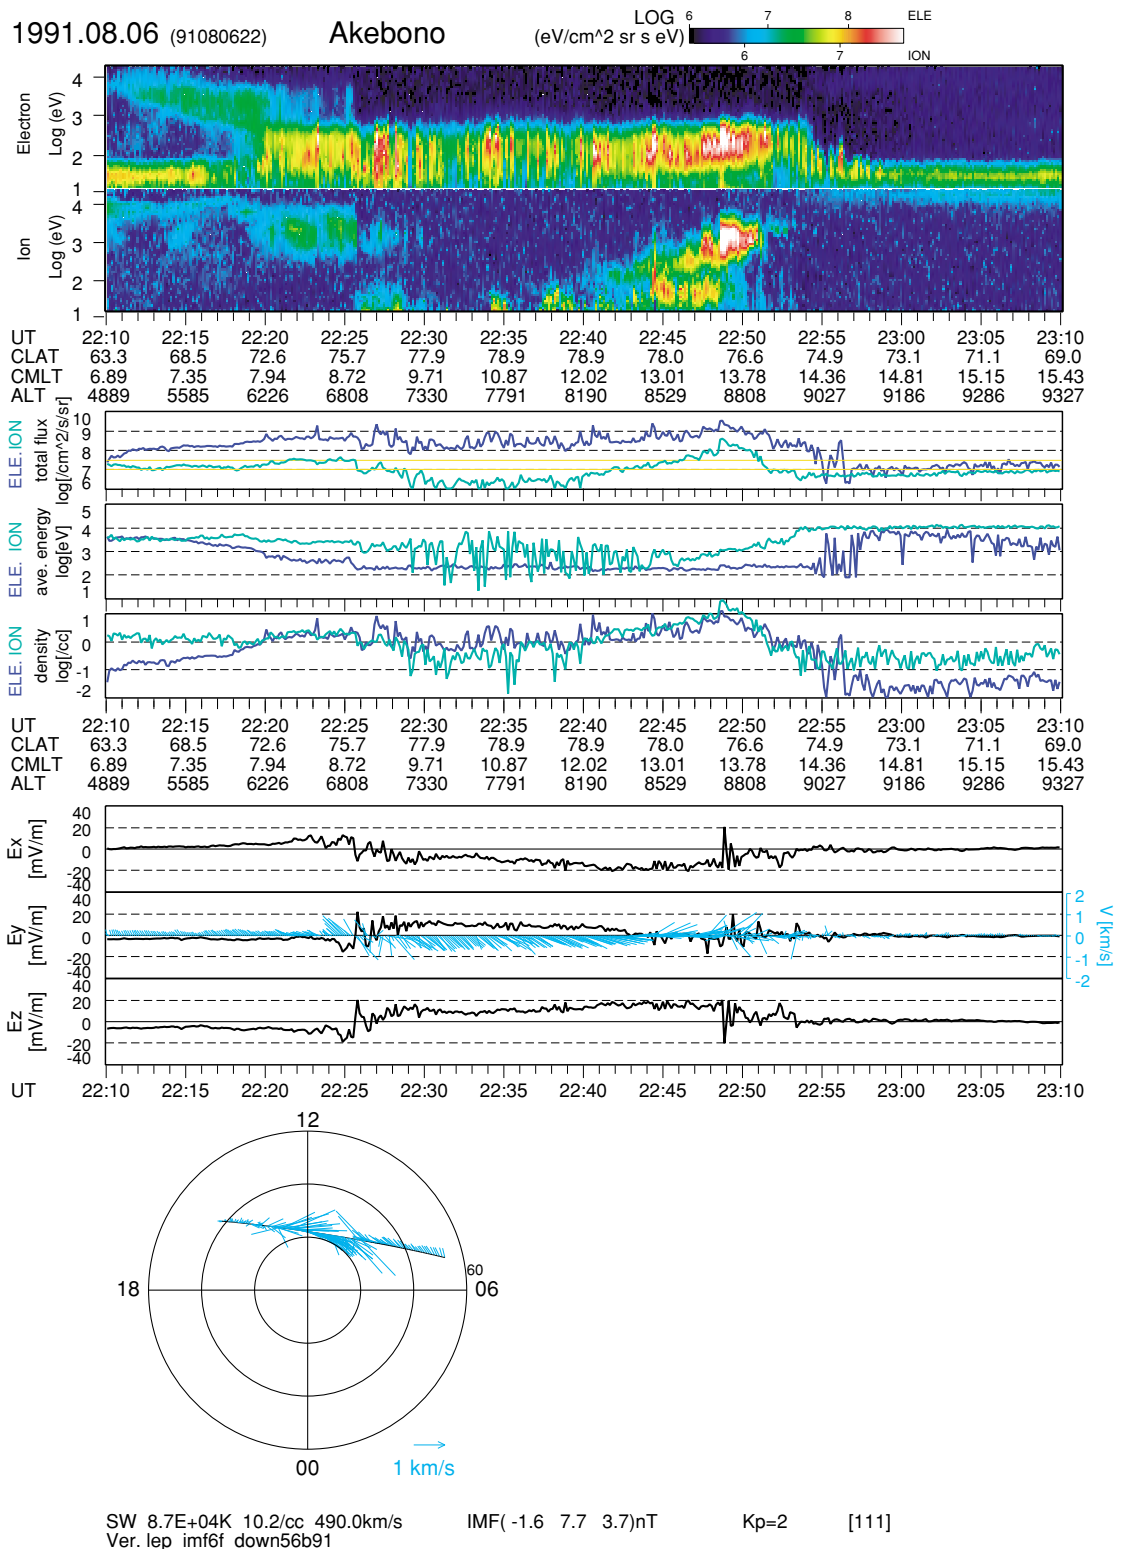 1991.08.06 (91080622) Akebono
LOG 6 7 8 ELE
(eV/cm^2 sr s eV) 6 7 ION
Electron
Log (eV)
4
3
2
1
Ion
Log (eV)
4
3
2
1
UT 22:10 22:15 22:20 22:25 22:30 22:35 22:40 22:45 22:50 22:55 23:00 23:05 23:10
CLAT 63.3 68.5 72.6 75.7 77.9 78.9 78.9 78.0 76.6 74.9 73.1 71.1 69.0
CMLT 6.89 7.35 7.94 8.72 9.71 10.87 12.02 13.01 13.78 14.36 14.81 15.15 15.43
ALT 4889 5585 6226 6808 7330 7791 8190 8529 8808 9027 9186 9286 9327
ELE. ION
total flux
log[/cm^2/s/sr]
10
9
8
7
6
ELE. ION
ave. energy
log[eV]
5
4
3
2
1
ELE. ION
density
log[/cc]
1
0
-1
-2
UT 22:10 22:15 22:20 22:25 22:30 22:35 22:40 22:45 22:50 22:55 23:00 23:05 23:10
CLAT 63.3 68.5 72.6 75.7 77.9 78.9 78.9 78.0 76.6 74.9 73.1 71.1 69.0
CMLT 6.89 7.35 7.94 8.72 9.71 10.87 12.02 13.01 13.78 14.36 14.81 15.15 15.43
ALT 4889 5585 6226 6808 7330 7791 8190 8529 8808 9027 9186 9286 9327
Ex
[mV/m]
40
20
0
-20
-40
Ey
[mV/m]
40
20
0
-20
-40
2
1
0
-1
-2
V [km/s]
Ez
[mV/m]
40
20
0
-20
-40
UT 22:10 22:15 22:20 22:25 22:30 22:35 22:40 22:45 22:50 22:55 23:00 23:05 23:10
12
60
18 06
00
1 km/s
SW 8.7E+04K 10.2/cc 490.0km/s IMF( -1.6 7.7 3.7)nT Kp=2 [111]
Ver. lep imf6f down56b91